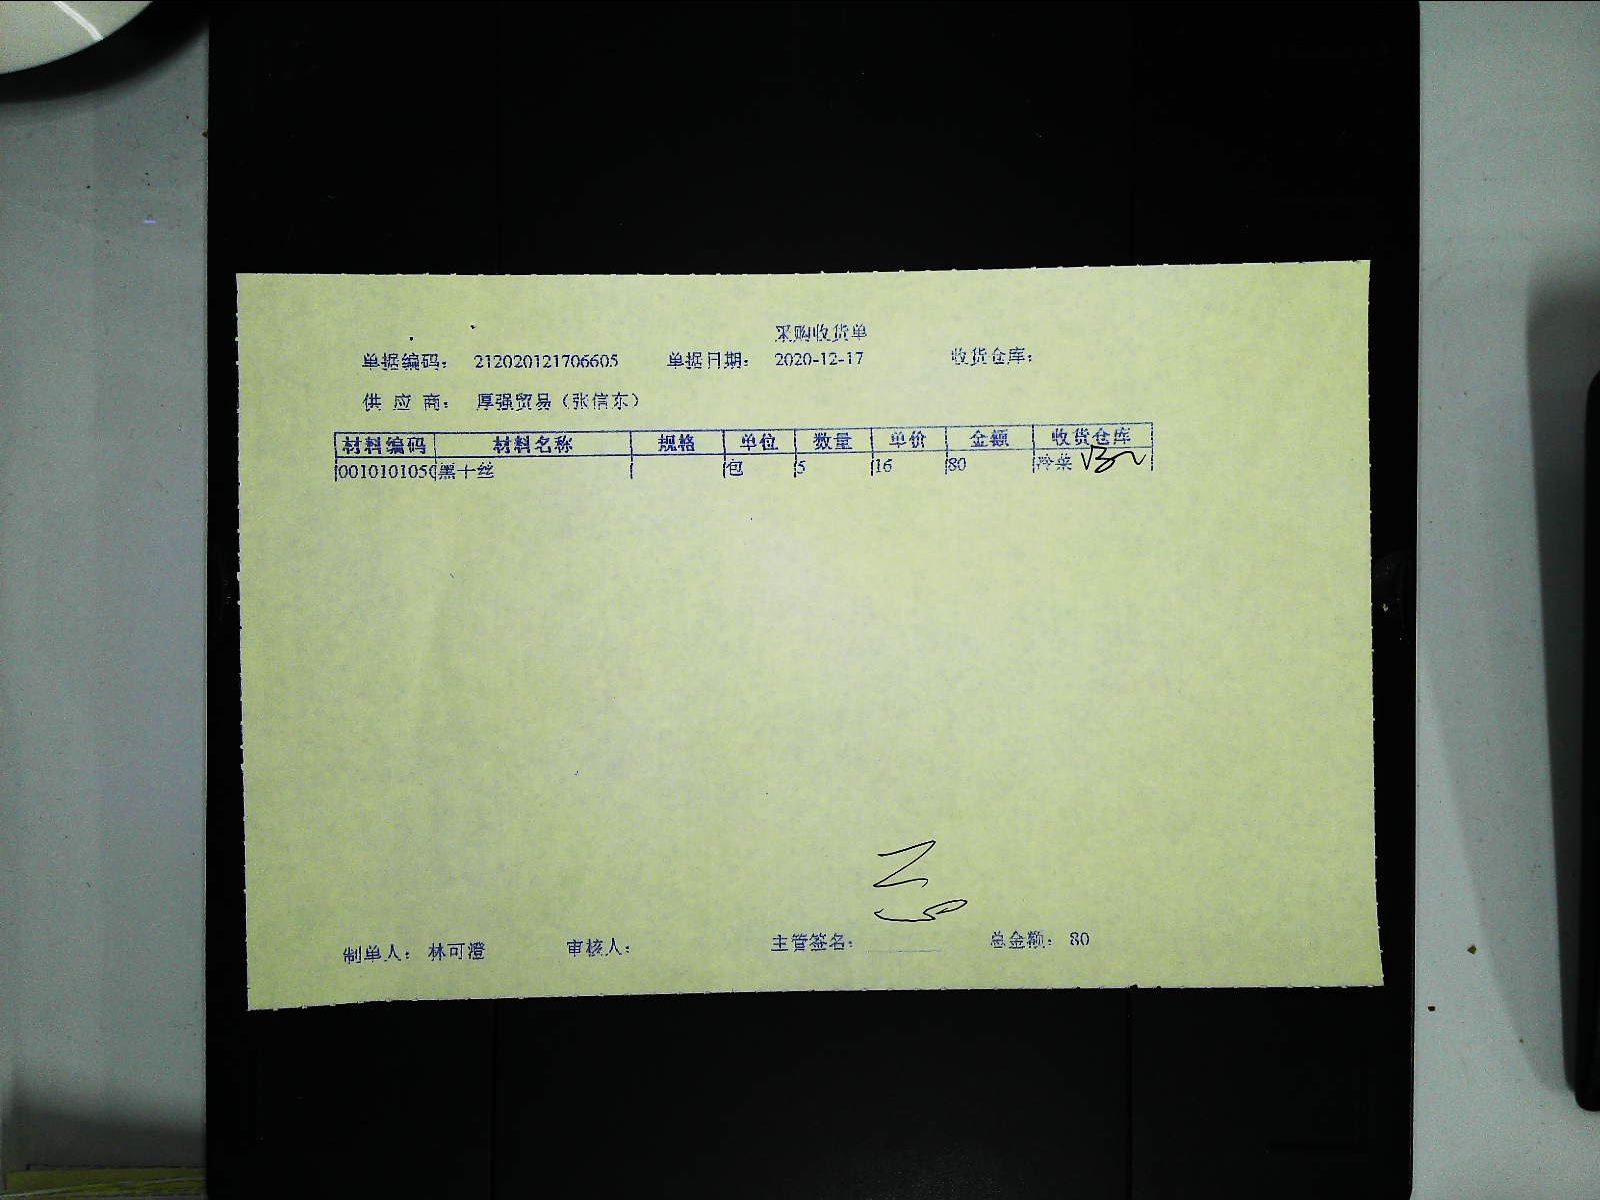 采购收货单
单据编码: 212020121706605 单据日期: 2020-12-17 收货仓库:
供应商: 厚强贸易(张信东)
材料编码 材料名称 规格 单位 数量 单价 金额 收货仓库
001010105 黑十丝 包 5 16 80 冷菜
制单人: 林可澄 审核人: 主管签名: 总金额: 80